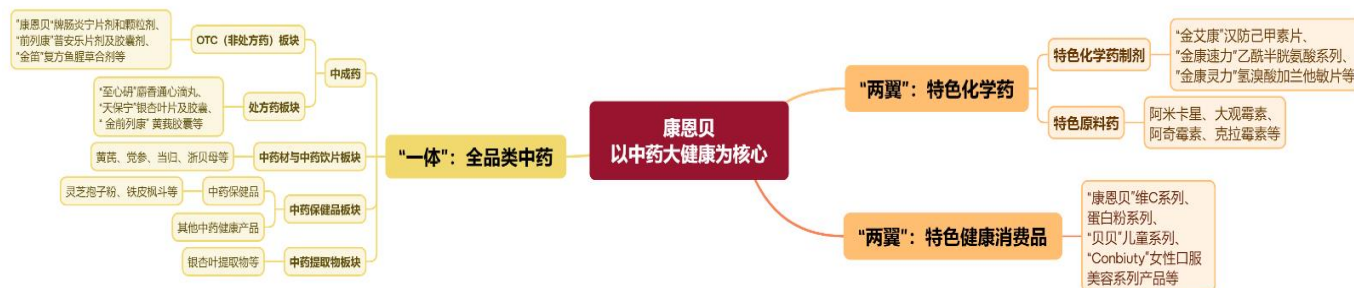 康恩贝
以中药大健康为核心
“一体”：全品类中药
中成药
OTC（非处方药）板块
“康恩贝”牌肠炎宁片剂和颗粒剂、
“前列康”普安乐片剂及胶囊剂、
“金笛”复方鱼腥草合剂等
处方药板块
“至心砃”麝香通心滴丸、
“天保宁”银杏叶片及胶囊、
“ 金前列康” 黄莪胶囊等
中药材与中药饮片板块
黄芪、党参、当归、浙贝母等
中药保健品板块
中药保健品
灵芝孢子粉、铁皮枫斗等
其他中药健康产品
中药提取物板块
银杏叶提取物等
“两翼”：特色化学药
特色化学药制剂
“金艾康”汉防己甲素片、
“金康速力”乙酰半胱氨酸系列、
“金康灵力”氢溴酸加兰他敏片等
特色原料药
阿米卡星、大观霉素、
阿奇霉素、克拉霉素等
“两翼”：特色健康消费品
“康恩贝”维C系列、
蛋白粉系列、
“贝贝”儿童系列、
“Conbiuty”女性口服
美容系列产品等